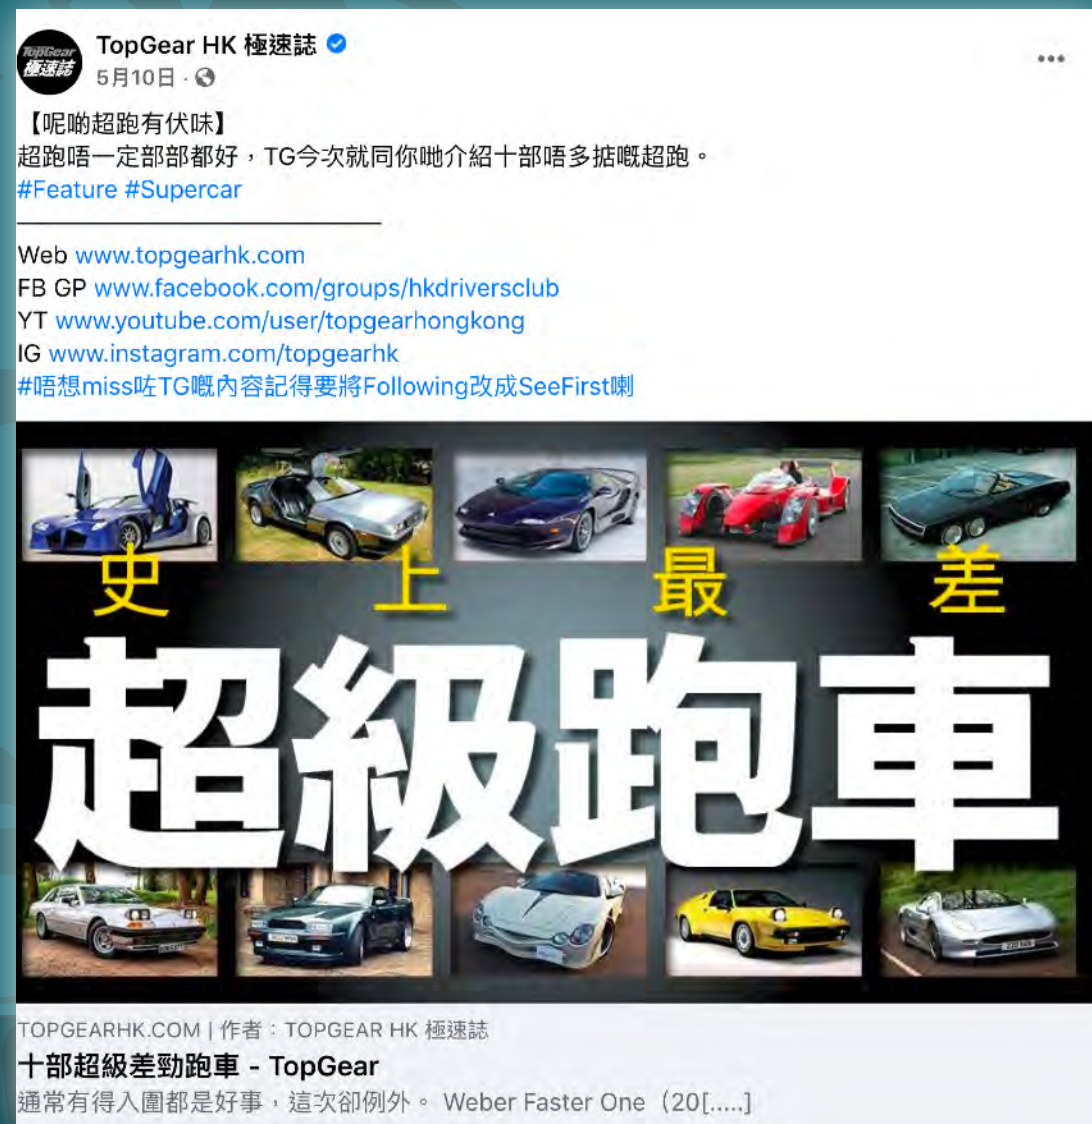 TopGear
極速誌
TopGear HK 極速誌
5月10日
【呢啲超跑有伏味】
超跑唔一定部部都好，TG今次就同你哋介紹十部唔多掂嘅超跑。
#Feature #Supercar
Web www.topgearhk.com
FB GP www.facebook.com/groups/hkdriversclub
YT www.youtube.com/user/topgearhongkong
IG www.instagram.com/topgearhk
#唔想miss咗TG嘅內容記得要將Following改成SeeFirst喇
史上最差
超級跑車
TOPGEARHK.COM | 作者：TOPGEAR HK 極速誌
十部超級差勁跑車 - TopGear
通常有得入圍都是好事，這次卻例外。 Weber Faster One（20[.....]